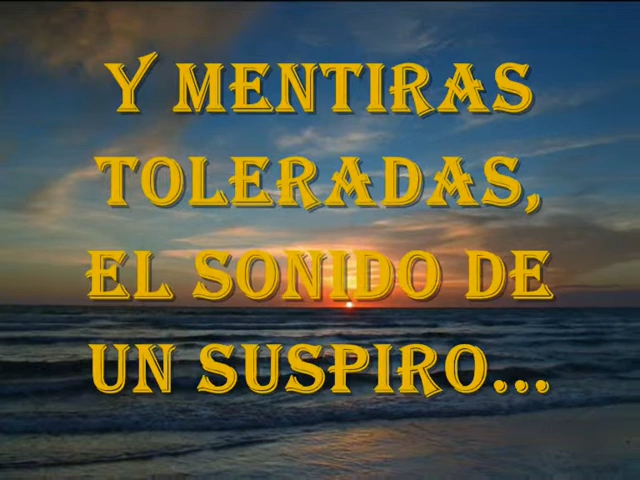 Y MENTIRAS
TOLERADAS,
EL SONIDO DE
UN SUSPIRO...